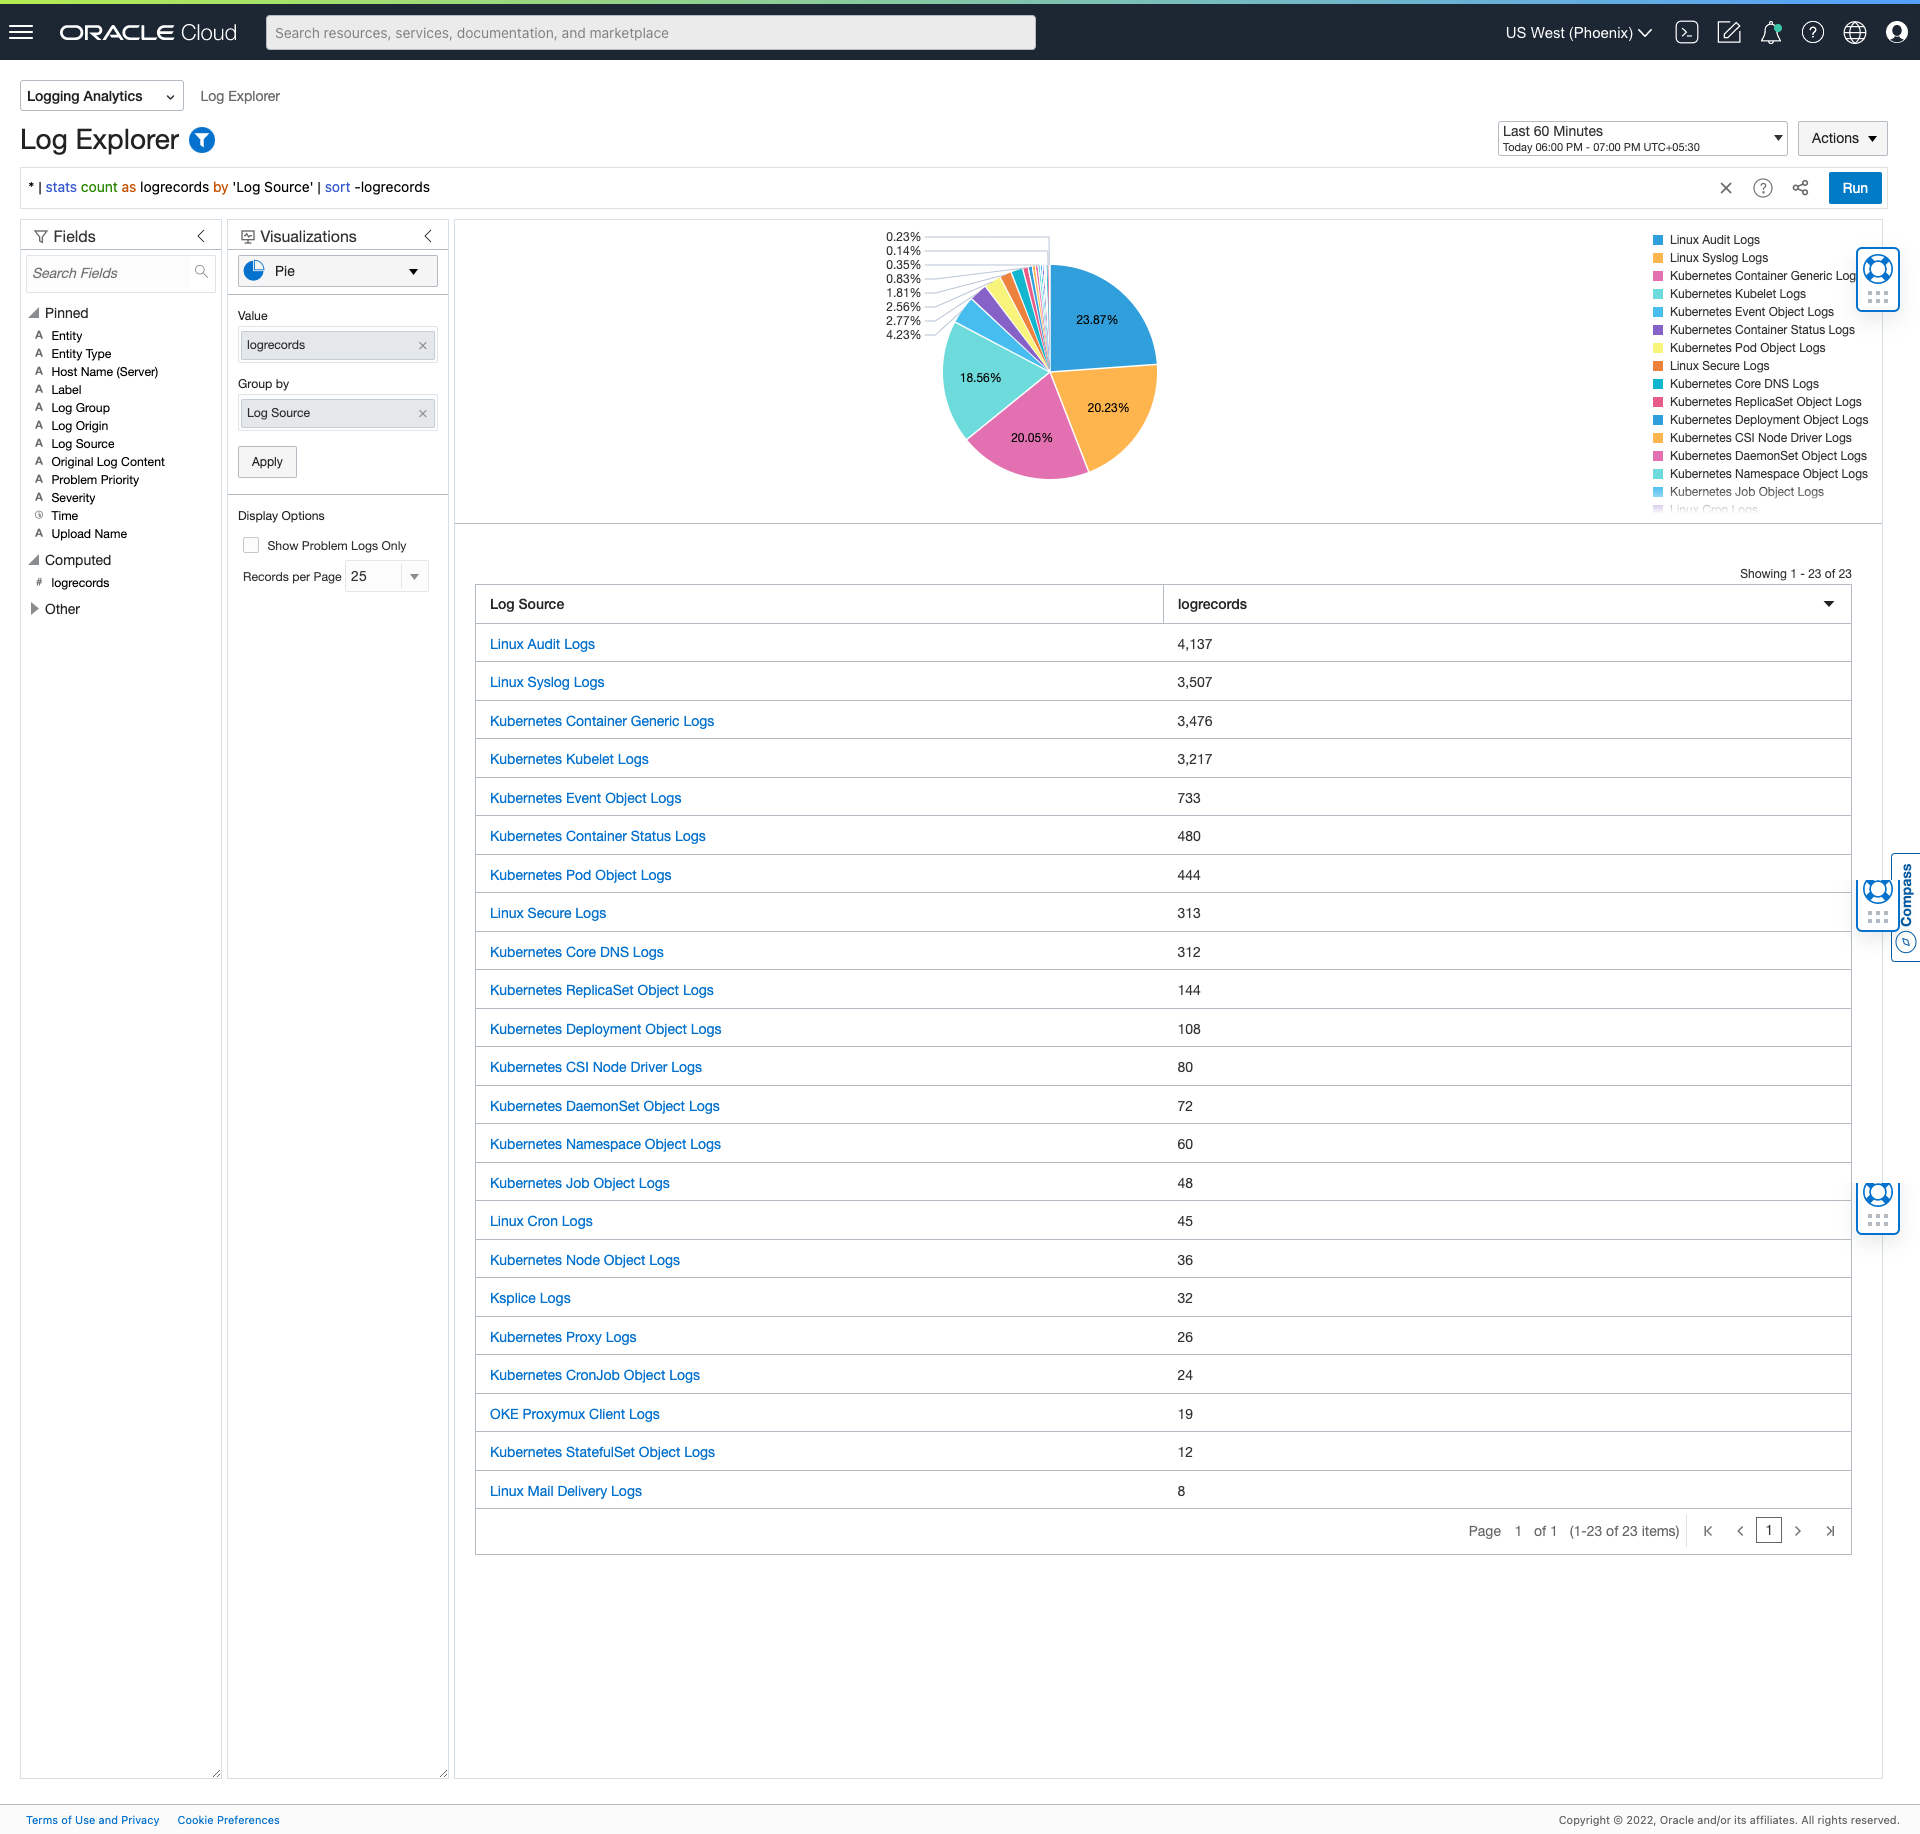 ORACLE Cloud
Search resources, services, documentation, and marketplace
US West (Phoenix)
Logging Analytics
Log Explorer
Log Explorer
Last 60 Minutes
Today 06:00 PM - 07:00 PM UTC+05:30
Actions
* | stats count as logrecords by 'Log Source' | sort -logrecords
Run
Fields
Search Fields
Pinned
A Entity
A Entity Type
A Host Name (Server)
A Label
A Log Group
A Log Origin
A Log Source
A Original Log Content
A Problem Priority
A Severity
Time
A Upload Name
Computed
# logrecords
Other
Visualizations
Pie
Value
logrecords
Group by
Log Source
Apply
Display Options
Show Problem Logs Only
Records per Page 25
0.23%
0.14%
0.35%
0.83%
1.81%
2.56%
2.77%
4.23%
23.87%
18.56%
20.23%
20.05%
Linux Audit Logs
Linux Syslog Logs
Kubernetes Container Generic Log
Kubernetes Kubelet Logs
Kubernetes Event Object Logs
Kubernetes Container Status Logs
Kubernetes Pod Object Logs
Linux Secure Logs
Kubernetes Core DNS Logs
Kubernetes ReplicaSet Object Logs
Kubernetes Deployment Object Logs
Kubernetes CSI Node Driver Logs
Kubernetes DaemonSet Object Logs
Kubernetes Namespace Object Logs
Kubernetes Job Object Logs
Linux Cron Logs
Showing 1 - 23 of 23
Log Source logrecords
Linux Audit Logs 4,137
Linux Syslog Logs 3,507
Kubernetes Container Generic Logs 3,476
Kubernetes Kubelet Logs 3,217
Kubernetes Event Object Logs 733
Kubernetes Container Status Logs 480
Kubernetes Pod Object Logs 444
Linux Secure Logs 313
Kubernetes Core DNS Logs 312
Kubernetes ReplicaSet Object Logs 144
Kubernetes Deployment Object Logs 108
Kubernetes CSI Node Driver Logs 80
Kubernetes DaemonSet Object Logs 72
Kubernetes Namespace Object Logs 60
Kubernetes Job Object Logs 48
Linux Cron Logs 45
Kubernetes Node Object Logs 36
Ksplice Logs 32
Kubernetes Proxy Logs 26
Kubernetes CronJob Object Logs 24
OKE Proxymux Client Logs 19
Kubernetes StatefulSet Object Logs 12
Linux Mail Delivery Logs 8
Page 1 of 1 (1-23 of 23 items) 1
Compass
Terms of Use and Privacy Cookie Preferences
Copyright © 2022, Oracle and/or its affiliates. All rights reserved.